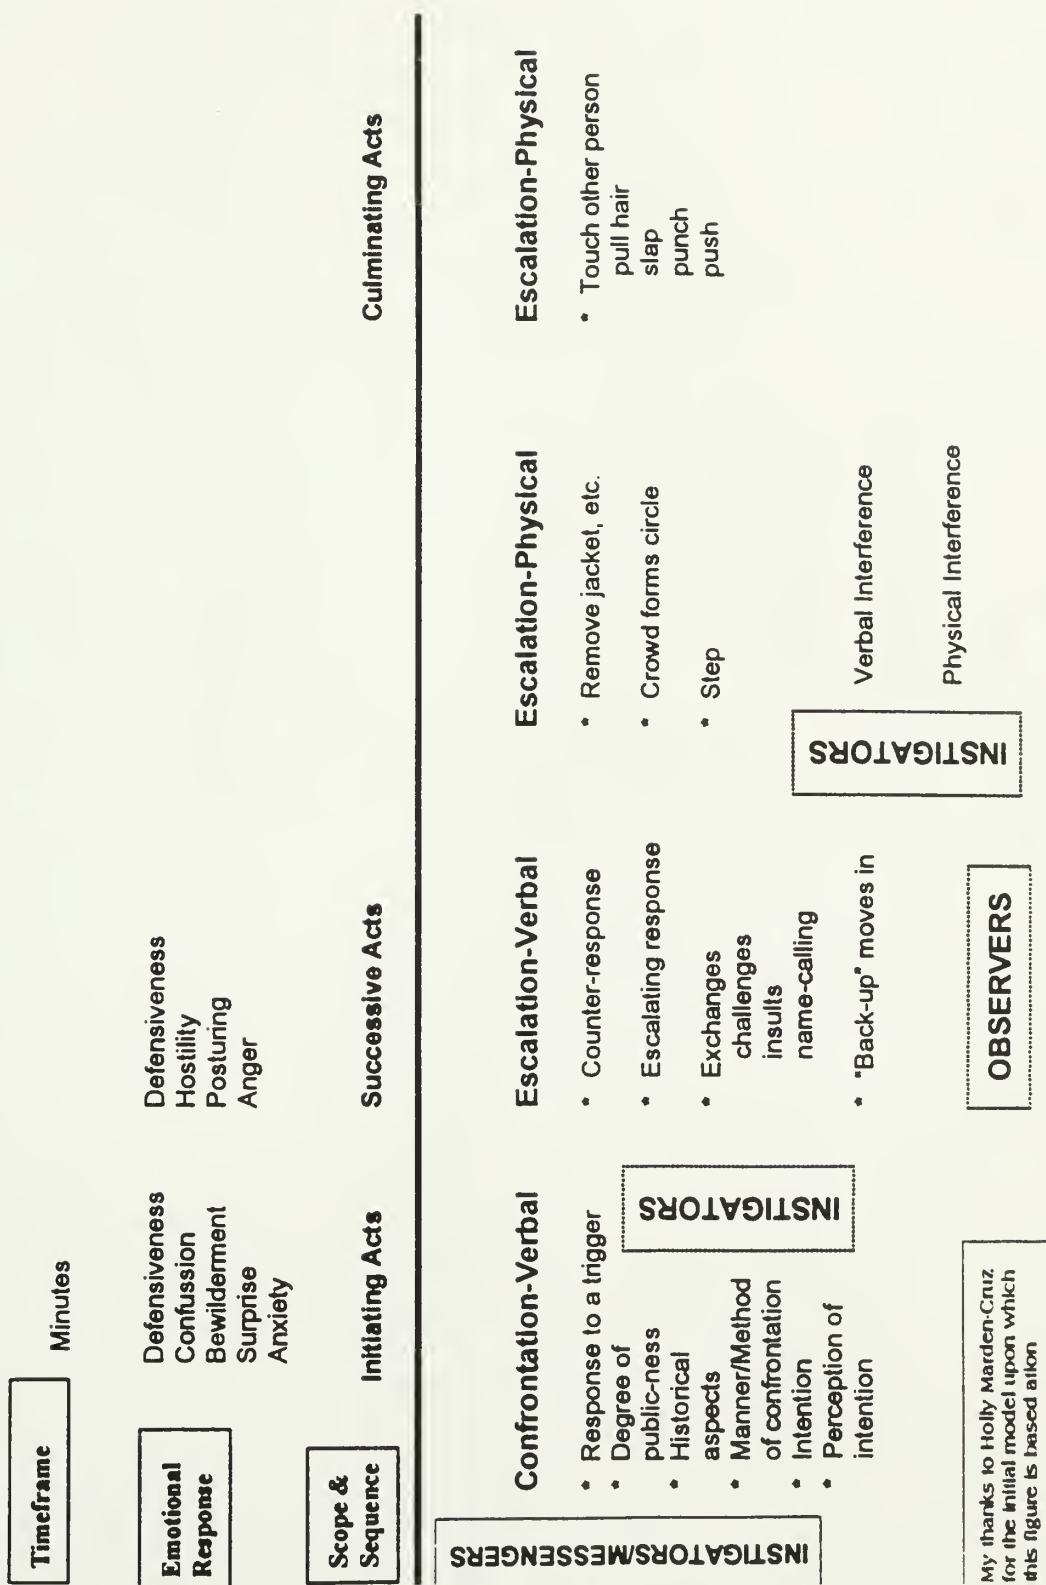 Timeframe
Minutes
Emotional
Response
Defensiveness
Confussion
Bewilderment
Surprise
Anxiety
Defensiveness
Hostility
Posturing
Anger
Scope &
Sequence
Initiating Acts
Successive Acts
Culminating Acts
INSTIGATORS/MESSENGERS
Confrontation-Verbal
* Response to a trigger
* Degree of
public-ness
* Historical
aspects
* Manner/Method
of confrontation
* Intention
* Perception of
intention
INSTIGATORS
Escalation-Verbal
* Counter-response
* Escalating response
* Exchanges
challenges
insults
name-calling
* "Back-up" moves in
OBSERVERS
Escalation-Physical
* Remove jacket, etc.
* Crowd forms circle
* Step
INSTIGATORS
Verbal Interference
Physical Interference
Escalation-Physical
* Touch other person
pull hair
slap
punch
push
My thanks to Holly Marden-Cruz
for the initial model upon which
this figure is based